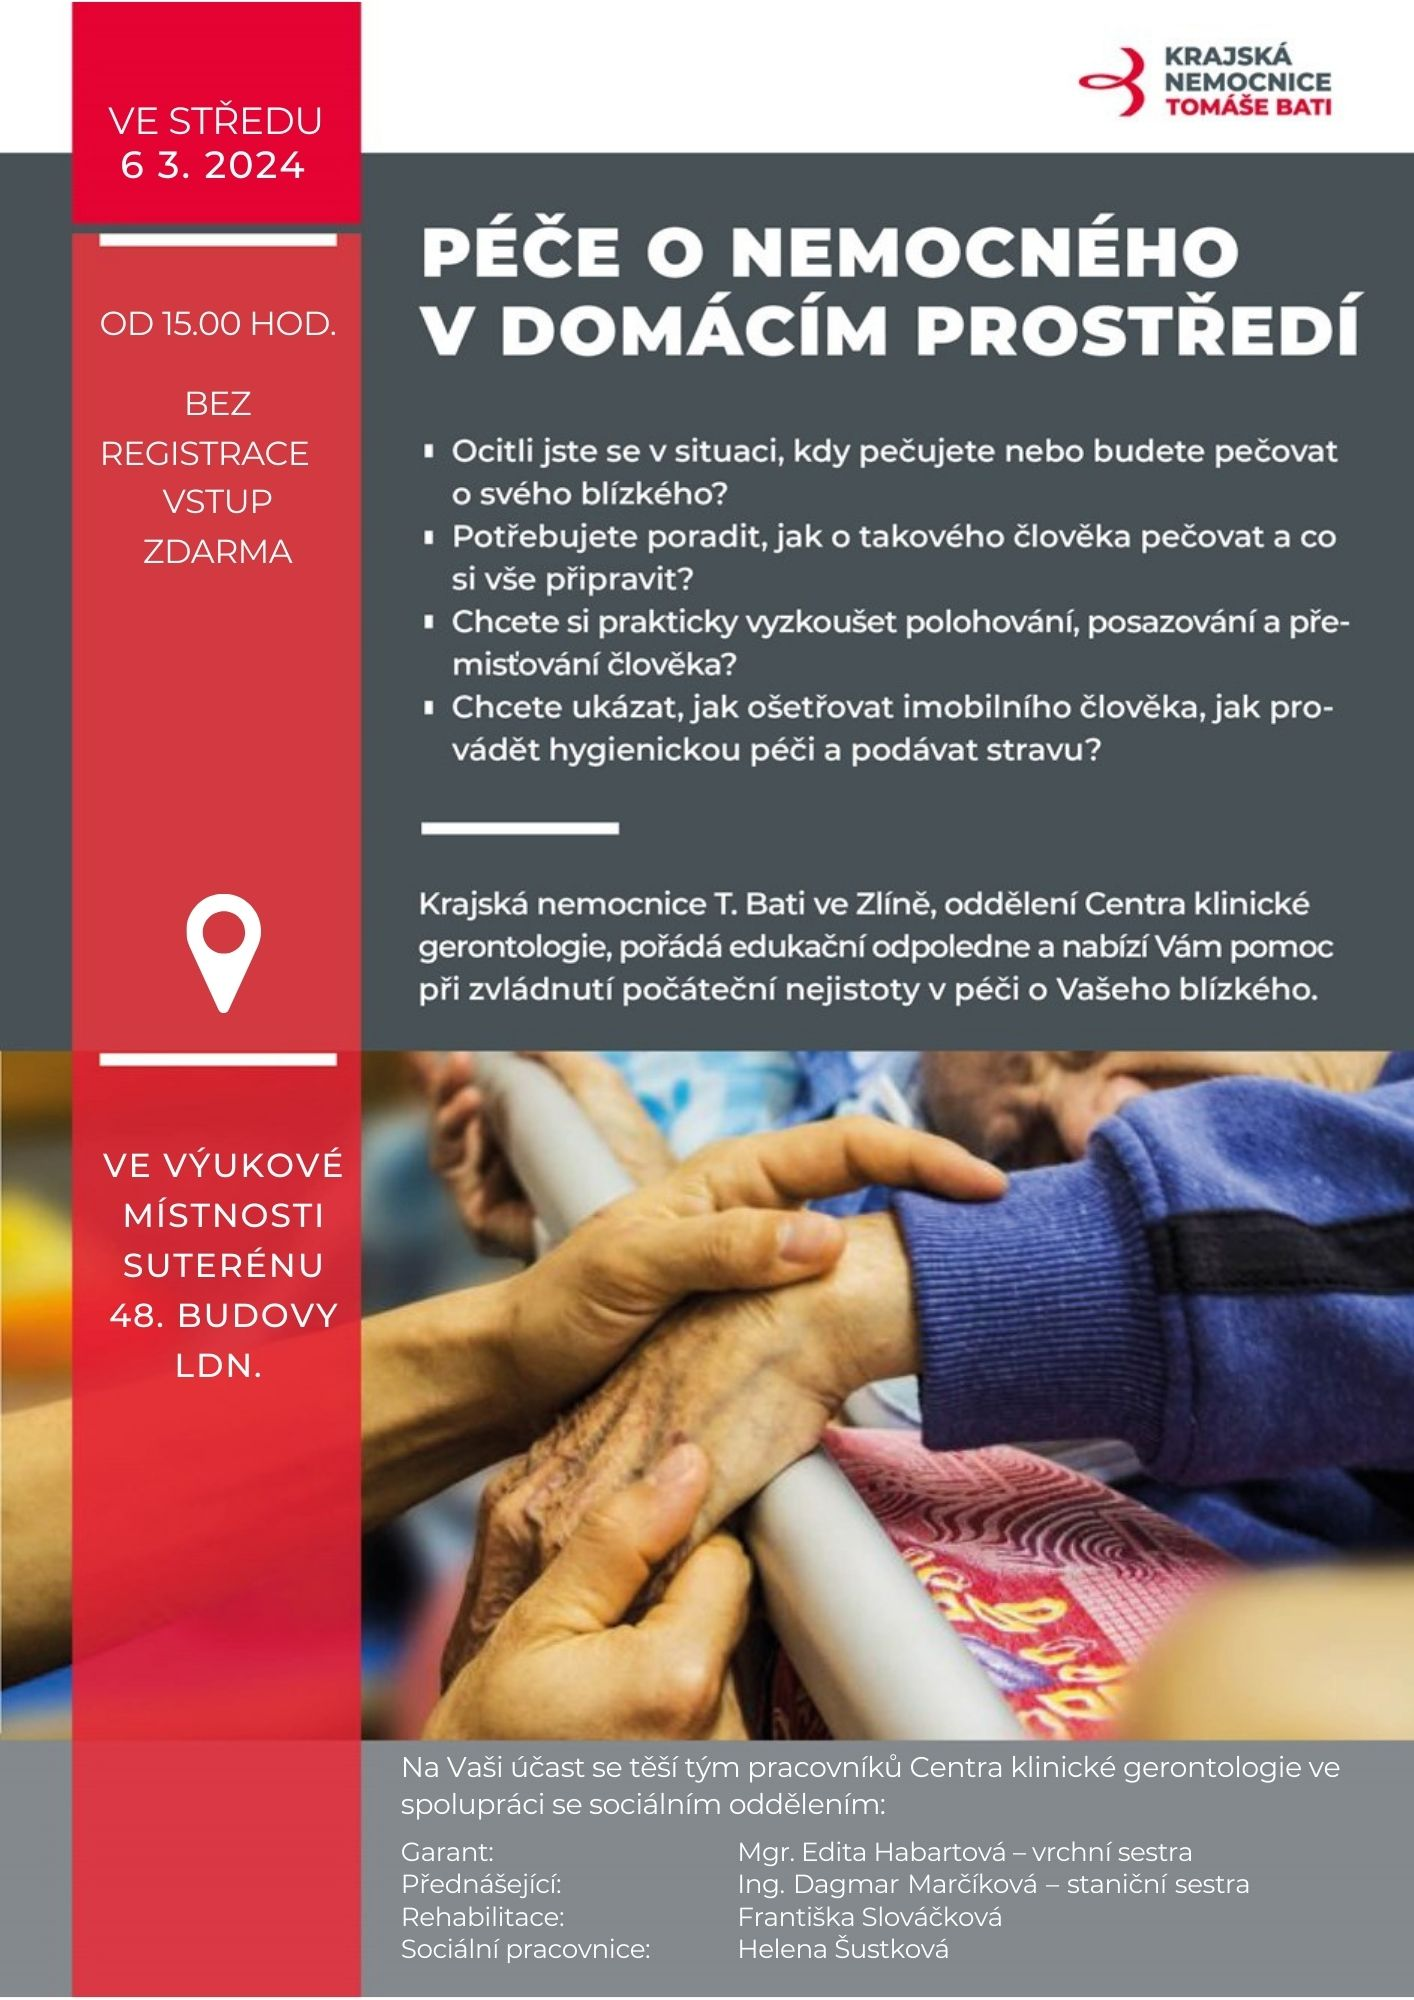 KRAJSKÁ
NEMOCNICE
TOMÁŠE BATI
VE STŘEDU
6 3. 2024
OD 15.00 HOD.
BEZ
REGISTRACE
VSTUP
ZDARMA
PÉČE O NEMOCNÉHO
V DOMÁCÍM PROSTŘEDÍ
Ocitli jste se v situaci, kdy pečujete nebo budete pečovat
o svého blízkého?
Potřebujete poradit, jak o takového člověka pečovat a co
si vše připravit?
Chcete si prakticky vyzkoušet polohování, posazování a pře-
misťování člověka?
Chcete ukázat, jak ošetřovat imobilního člověka, jak pro-
vádět hygienickou péči a podávat stravu?
Krajská nemocnice T. Bati ve Zlíně, oddělení Centra klinické
gerontologie, pořádá edukační odpoledne a nabízí Vám pomoc
při zvládnutí počáteční nejistoty v péči o Vašeho blízkého.
VE VÝUKOVÉ
MÍSTNOSTI
SUTERÉNU
48. BUDOVY
LDN.
Na Vaši účast se těší tým pracovníků Centra klinické gerontologie ve
spolupráci se sociálním oddělením:
Garant: Mgr. Edita Habartová – vrchní sestra
Přednášející: Ing. Dagmar Marčíková – staniční sestra
Rehabilitace: Františka Slováčková
Sociální pracovnice: Helena Šustková